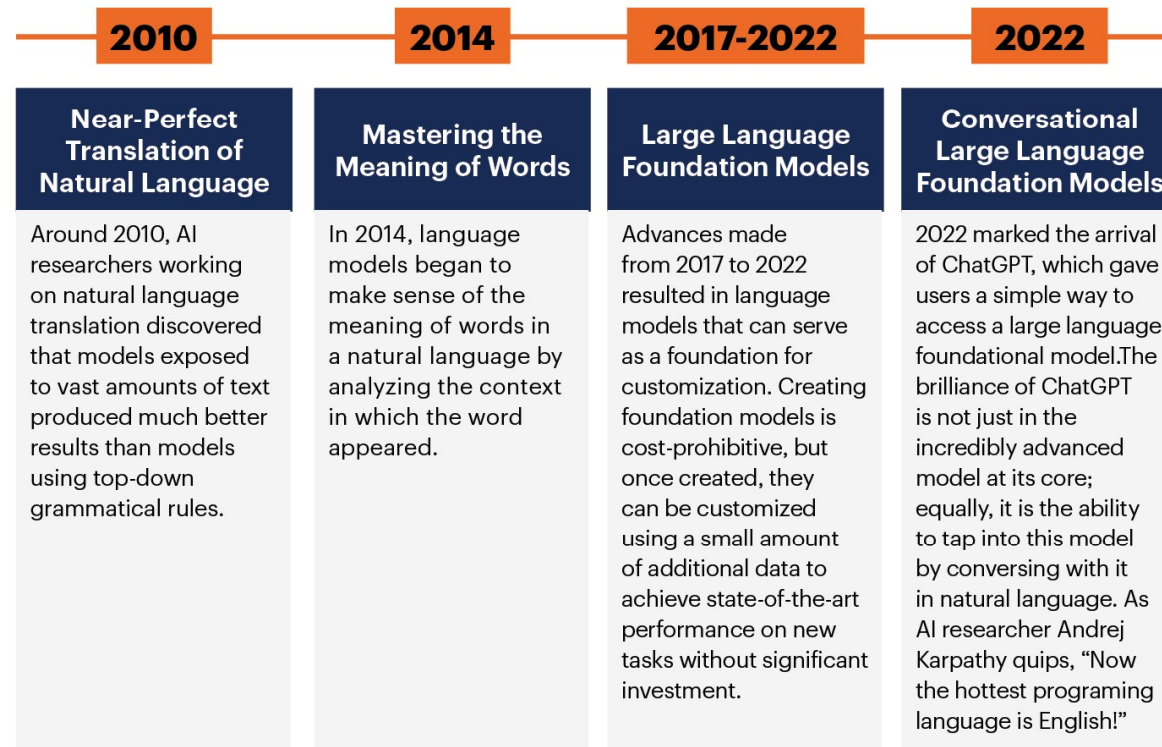 2010
2014
2017-2022
2022
Near-Perfect
Translation of
Natural Language
Around 2010, AI
researchers working
on natural language
translation discovered
that models exposed
to vast amounts of text
produced much better
results than models
using top-down
grammatical rules.
Mastering the
Meaning of Words
In 2014, language
models began to
make sense of the
meaning of words in
a natural language by
analyzing the context
in which the word
appeared.
Large Language
Foundation Models
Advances made
from 2017 to 2022
resulted in language
models that can serve
as a foundation for
customization. Creating
foundation models is
cost-prohibitive, but
once created, they
can be customized
using a small amount
of additional data to
achieve state-of-the-art
performance on new
tasks without significant
investment.
Conversational
Large Language
Foundation Models
2022 marked the arrival
of ChatGPT, which gave
users a simple way to
access a large language
foundational model.The
brilliance of ChatGPT
is not just in the
incredibly advanced
model at its core;
equally, it is the ability
to tap into this model
by conversing with it
in natural language. As
AI researcher Andrej
Karpathy quips, “Now
the hottest programing
language is English!”